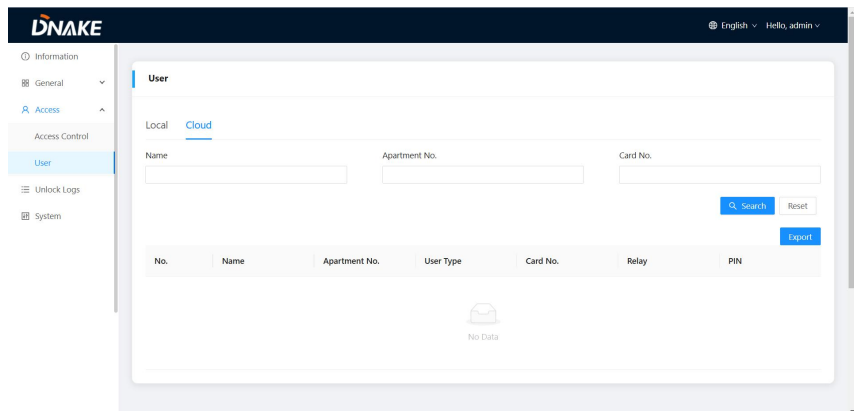 DNAKE
English Hello, admin
Information
General
Access
Access Control
User
Unlock Logs
System
User
Local Cloud
Name Apartment No. Card No.
Search Reset
Export
No. Name Apartment No. User Type Card No. Relay PIN
No Data